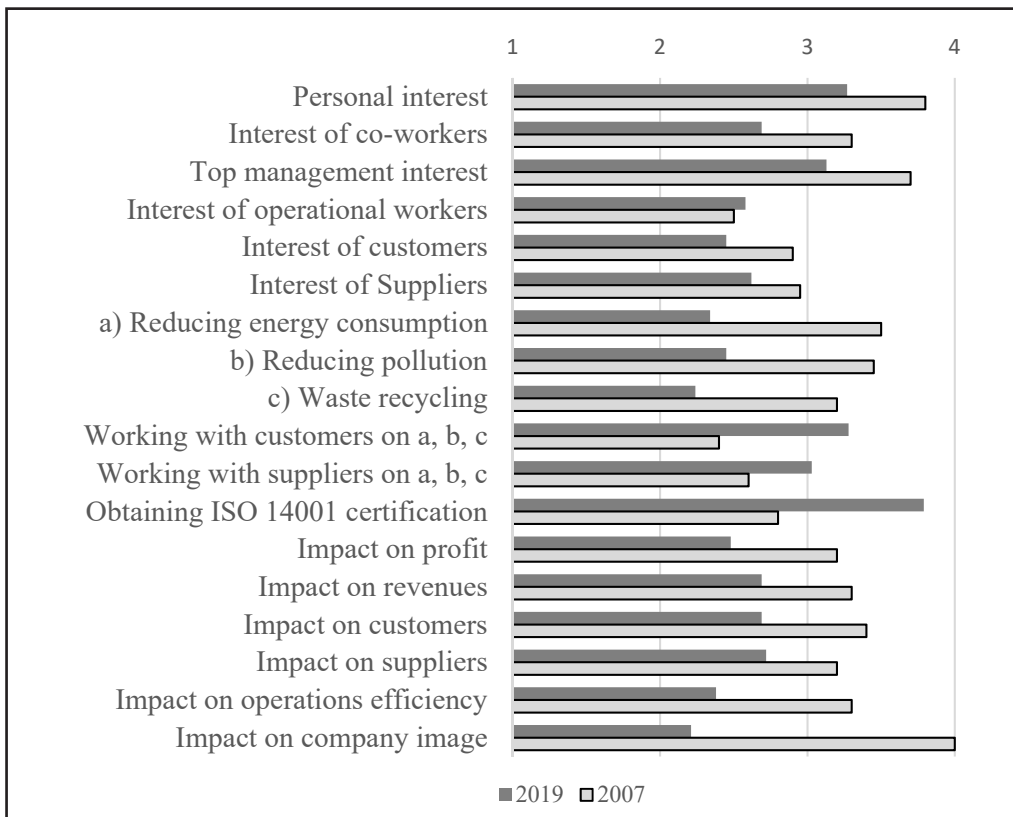 1 2 3 4
Personal interest
Interest of co-workers
Top management interest
Interest of operational workers
Interest of customers
Interest of Suppliers
a) Reducing energy consumption
b) Reducing pollution
c) Waste recycling
Working with customers on a, b, c
Working with suppliers on a, b, c
Obtaining ISO 14001 certification
Impact on profit
Impact on revenues
Impact on customers
Impact on suppliers
Impact on operations efficiency
Impact on company image
2019 2007